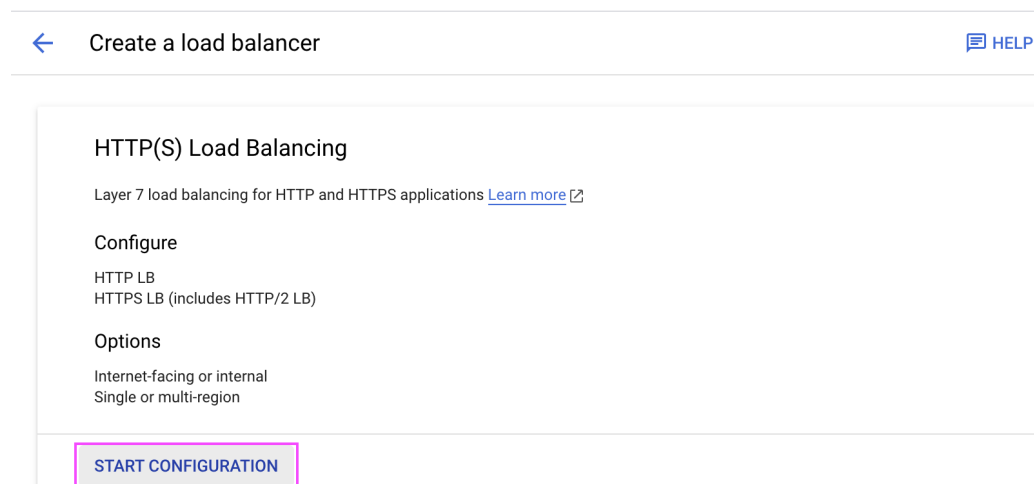 Create a load balancer
HELP
HTTP(S) Load Balancing
Layer 7 load balancing for HTTP and HTTPS applications Learn more
Configure
HTTP LB
HTTPS LB (includes HTTP/2 LB)
Options
Internet-facing or internal
Single or multi-region
START CONFIGURATION